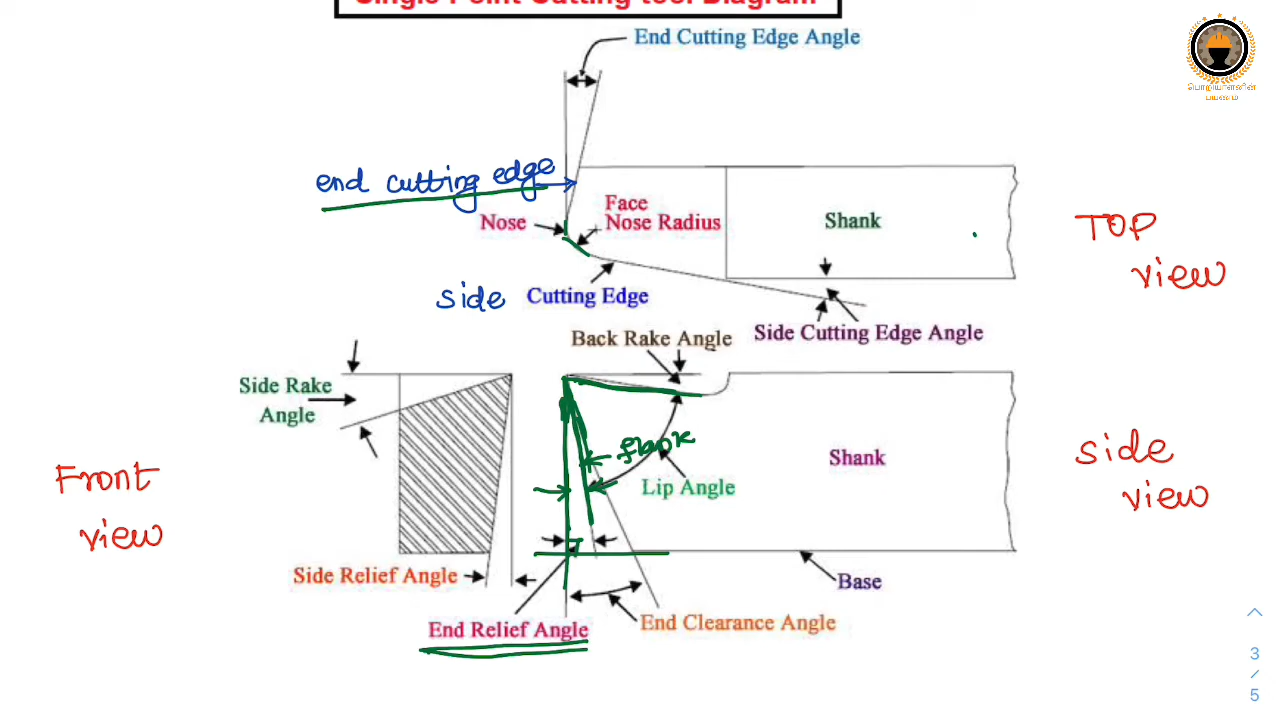 Single Point Cutting tool Diagram
End Cutting Edge Angle
பொறியாளனின்
பயணம்
end cutting edge
Face
Nose
Nose Radius
Shank
TOP
view
side Cutting Edge
Side Cutting Edge Angle
Back Rake Angle
Side Rake
Angle
flank
Lip Angle
Shank
side
view
Front
view
Side Relief Angle
Base
End Relief Angle
End Clearance Angle
3
/
5